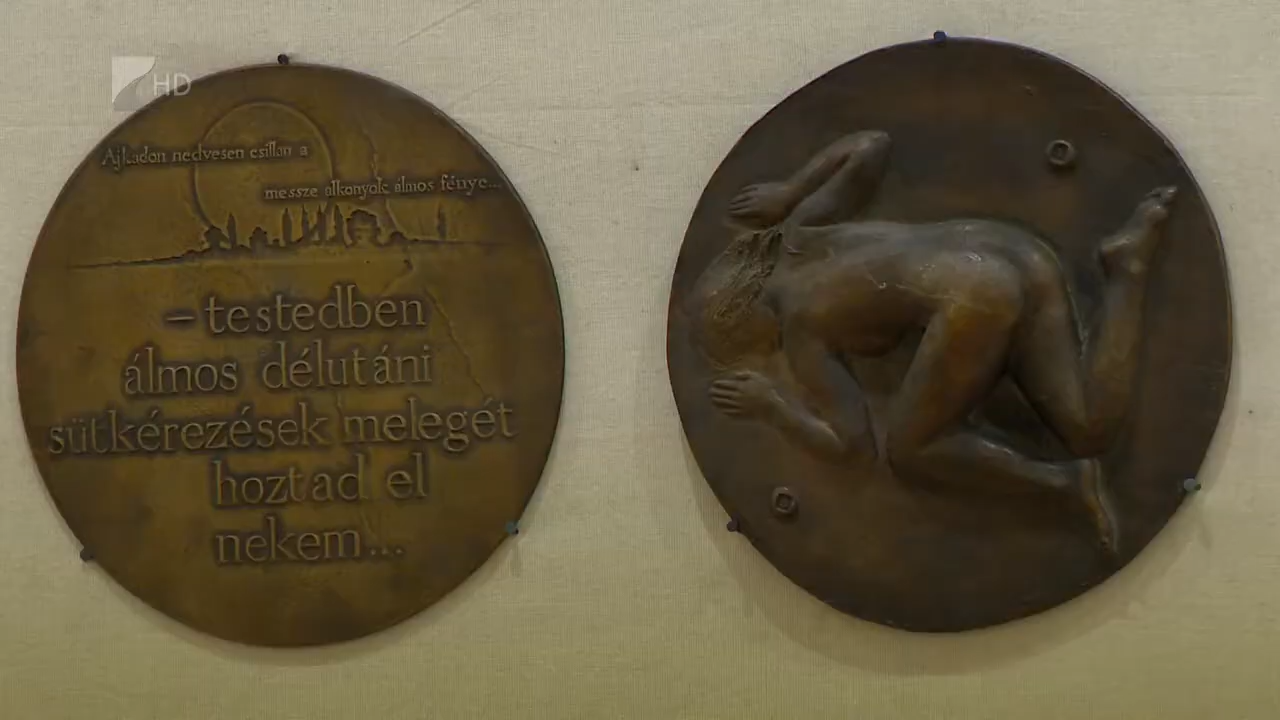 HD
Ajkadon nedvesen csillan a
messze alkonyok álmos fénye...
– testedben
álmos délutáni
sütkérezések melegét
hoztad el
nekem...